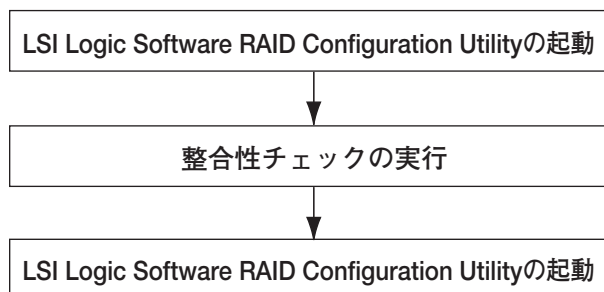 LSI Logic Software RAID Configuration Utilityの起動
整合性チェックの実行
LSI Logic Software RAID Configuration Utilityの起動